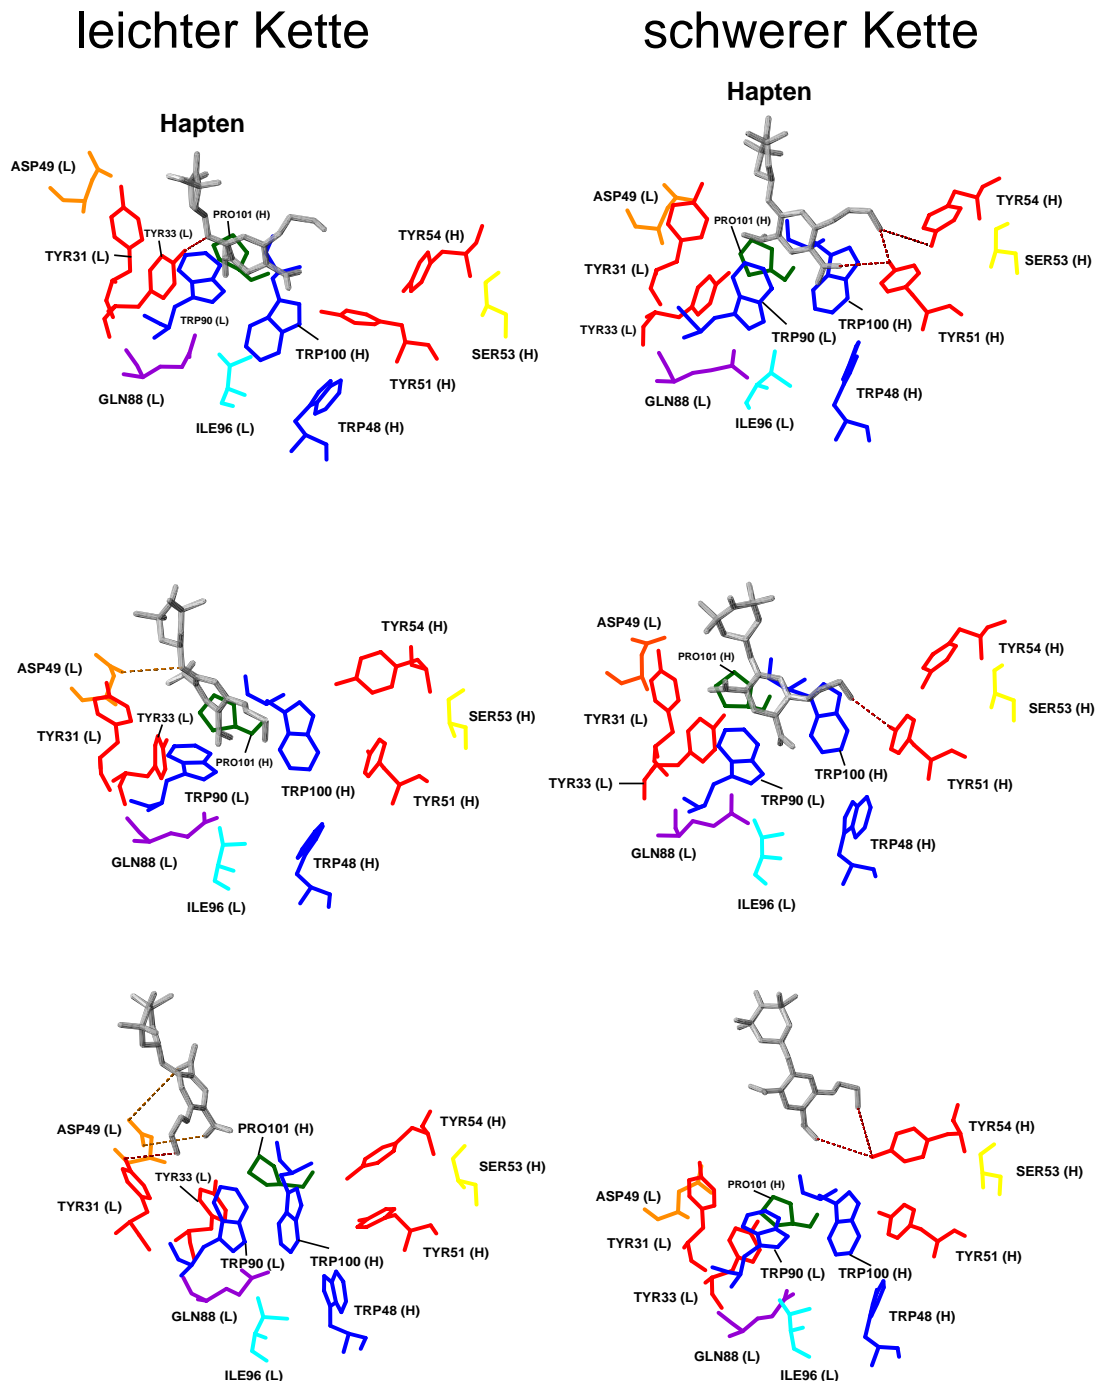 leichter Kette
schwerer Kette
Hapten
ASP49 (L)
PRO101 (H)
TYR33 (L)
TYR31 (L)
TYR54 (H)
TRP90 (L)
TRP100 (H)
SER53 (H)
TYR51 (H)
GLN88 (L)
ILE96 (L)
TRP48 (H)
Hapten
ASP49 (L)
PRO101 (H)
TYR54 (H)
SER53 (H)
TYR31 (L)
TRP100 (H)
TYR33 (L)
TRP90 (L)
TYR51 (H)
GLN88 (L)
TRP48 (H)
ILE96 (L)
TYR54 (H)
ASP49 (L)
TYR33 (L)
SER53 (H)
TYR31 (L)
PRO101 (H)
TRP90 (L)
TRP100 (H)
TYR51 (H)
GLN88 (L)
TRP48 (H)
ILE96 (L)
ASP49 (L)
TYR54 (H)
PRO101 (H)
SER53 (H)
TYR31 (L)
TRP100 (H)
TYR33 (L)
TYR51 (H)
TRP90 (L)
TRP48 (H)
GLN88 (L)
ILE96 (L)
ASP49 (L)
PRO101 (H)
TYR54 (H)
SER53 (H)
TYR33 (L)
TYR31 (L)
TYR51 (H)
TRP90 (L)
TRP100 (H)
GLN88 (L)
TRP48 (H)
ILE96 (L)
TYR54 (H)
SER53 (H)
ASP49 (L)
PRO101 (H)
TYR31 (L)
TYR51 (H)
TRP90 (L)
TRP100 (H)
TYR33 (L)
TRP48 (H)
GLN88 (L)
ILE96 (L)